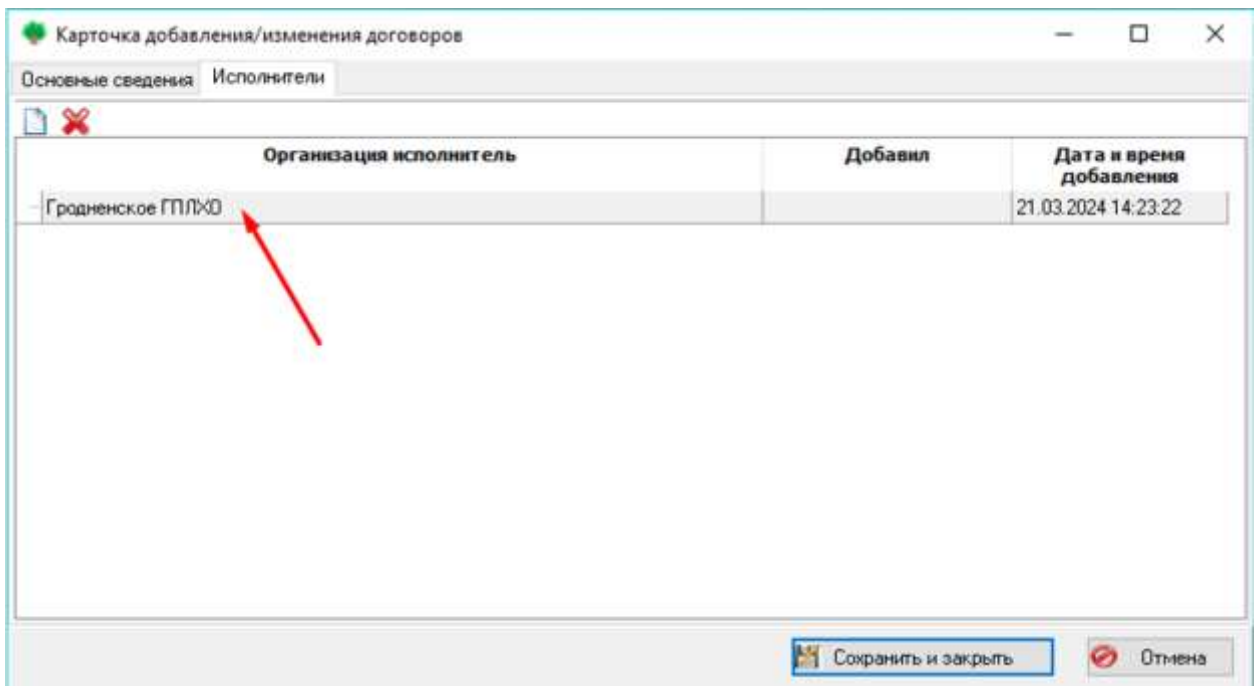 Карточка добавления/изменения договоров
Основные сведения Исполнители
Организация исполнитель Добавил Дата и время
добавления
Гродненское ГПЛХО 21.03.2024 14:23:22
Сохранить и закрыть Отмена